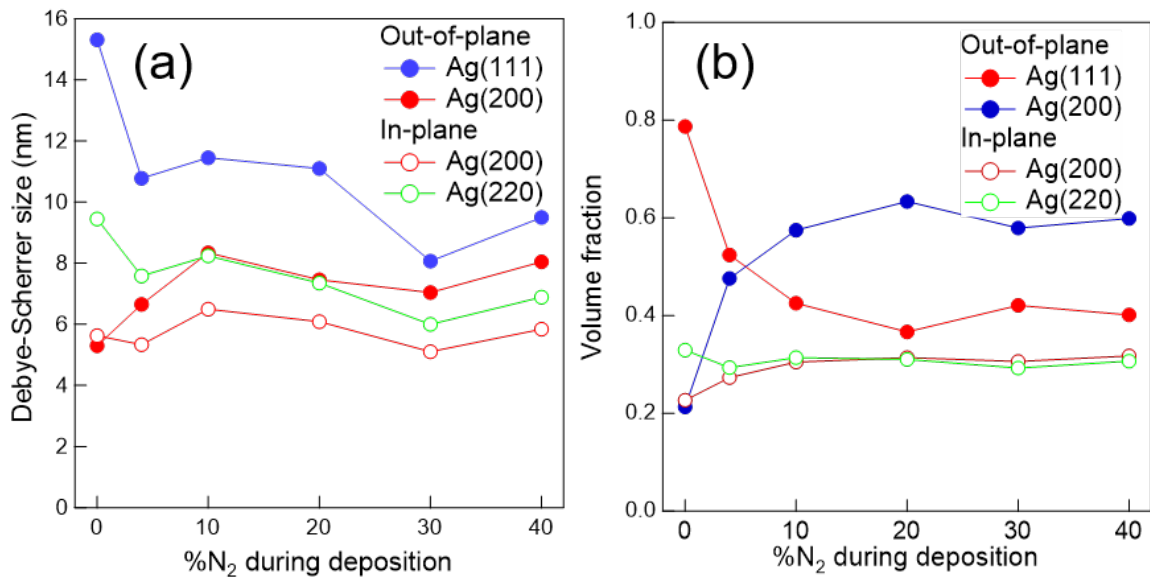 (a)
Out-of-plane
Ag(111)
Ag(200)
In-plane
Ag(200)
Ag(220)
Debye-Scherrer size (nm)
16
14
12
10
8
6
4
2
0
0 10 20 30 40
%N₂ during deposition
(b)
Out-of-plane
Ag(111)
Ag(200)
In-plane
Ag(200)
Ag(220)
Volume fraction
1.0
0.8
0.6
0.4
0.2
0.0
0 10 20 30 40
%N₂ during deposition